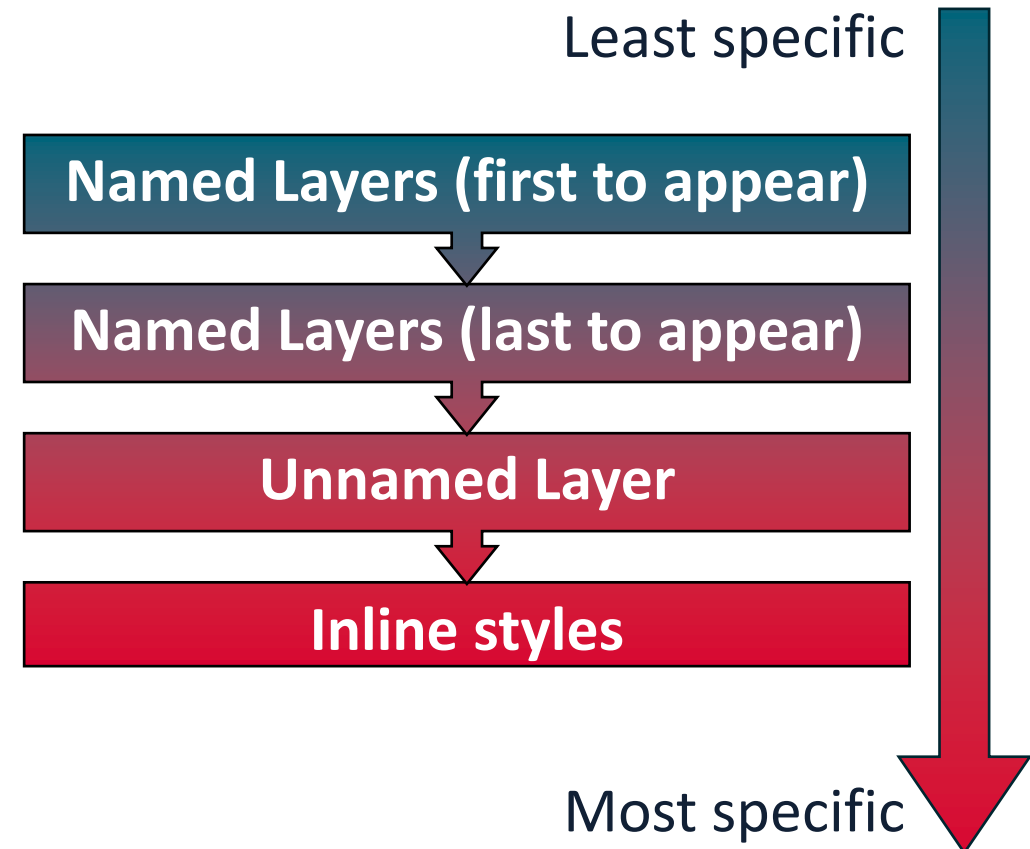 Least specific
Named Layers (first to appear)
Named Layers (last to appear)
Unnamed Layer
Inline styles
Most specific